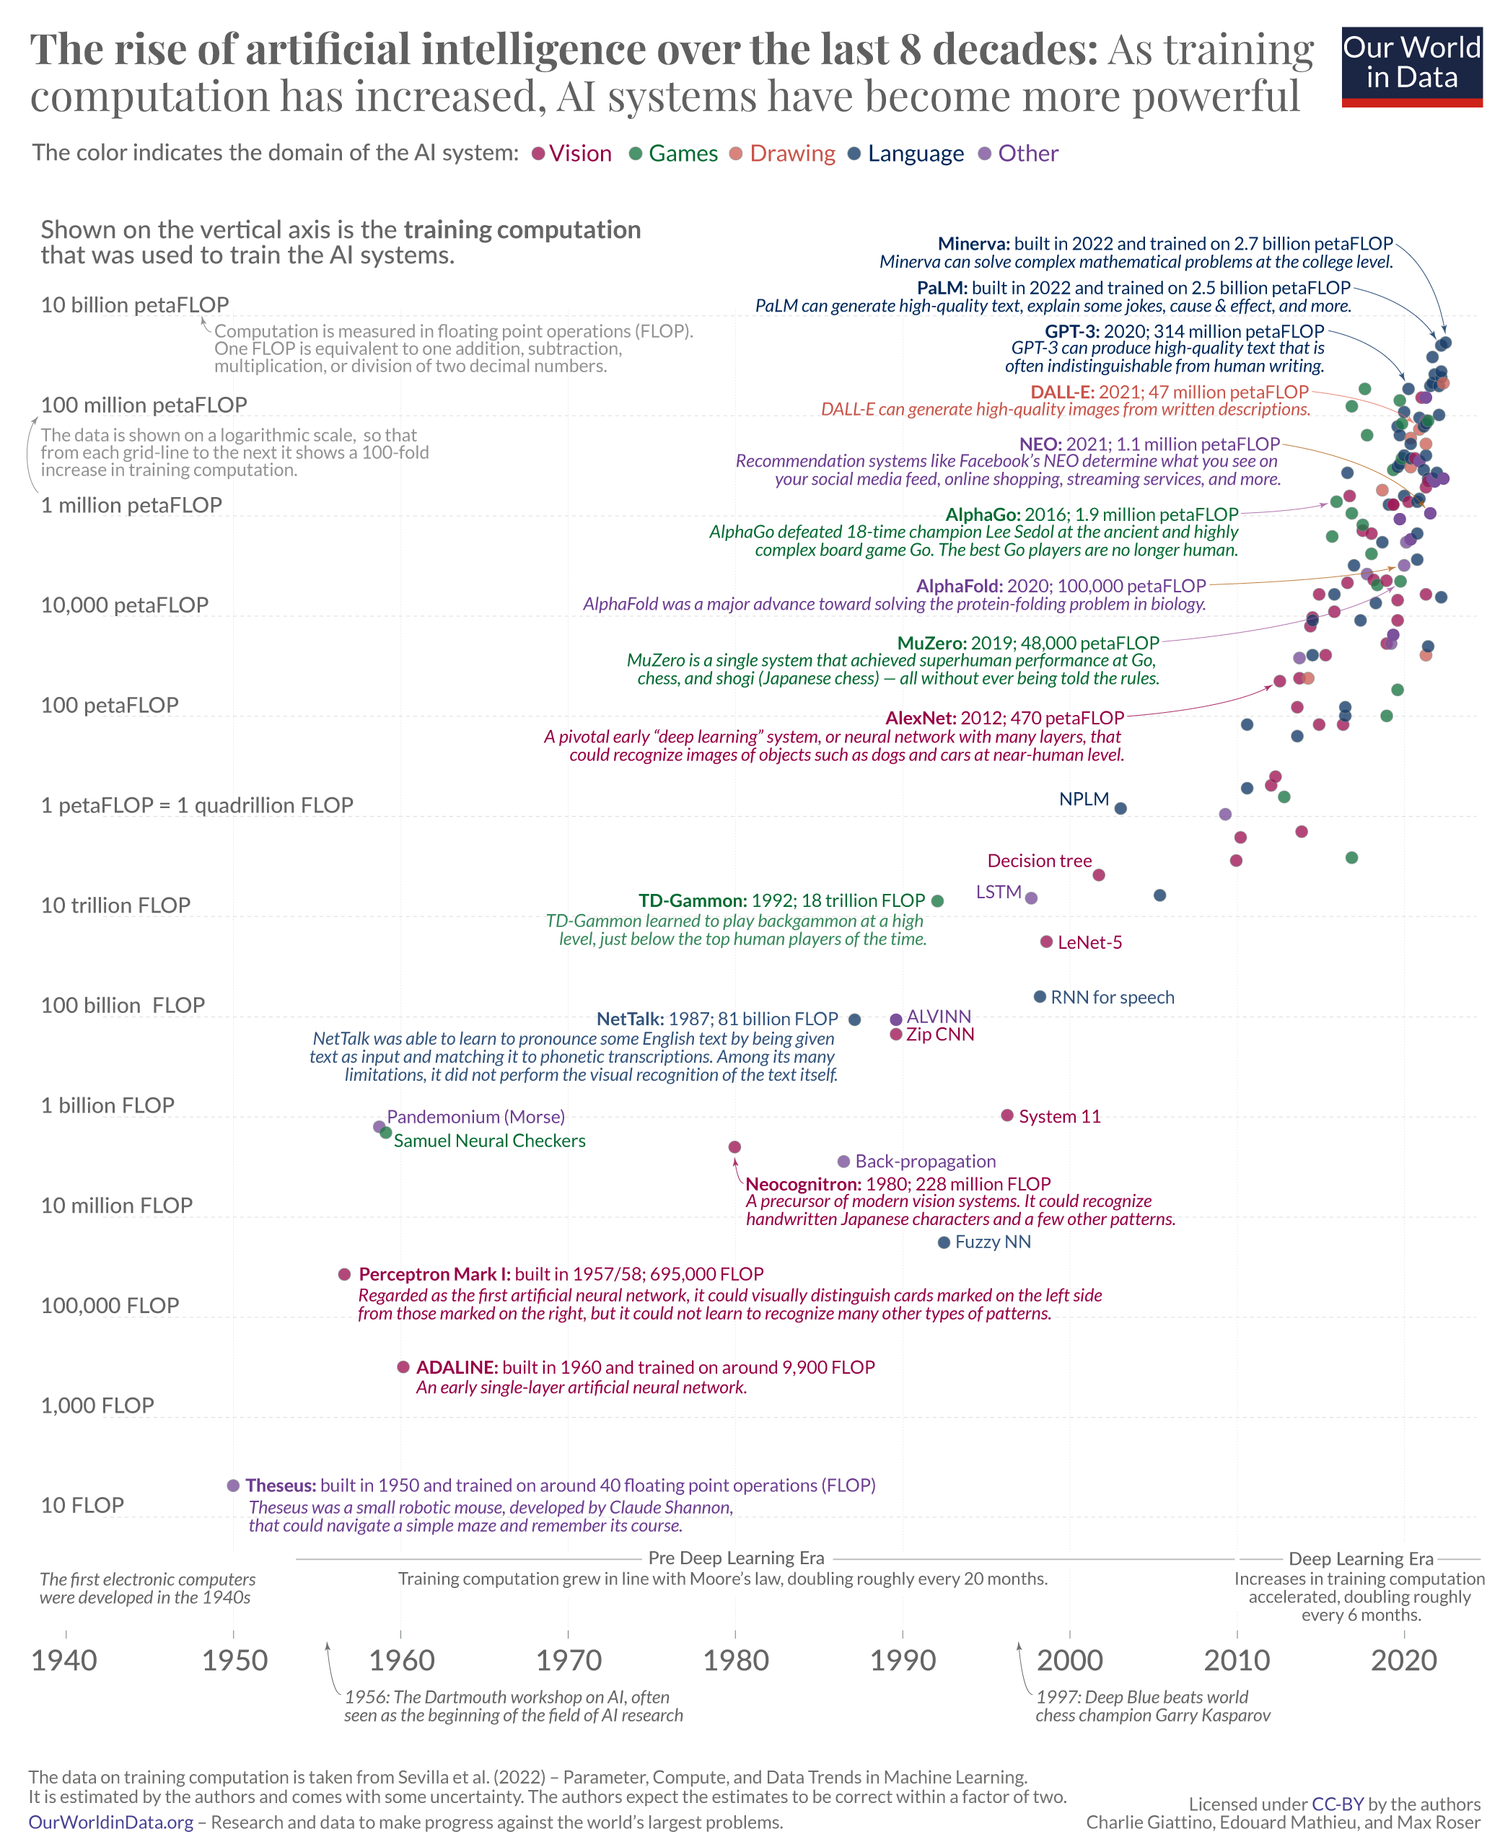 The rise of artificial intelligence over the last 8 decades: As training
computation has increased, AI systems have become more powerful
Our World
in Data
The color indicates the domain of the AI system: Vision Games Drawing Language Other
Shown on the vertical axis is the training computation
that was used to train the AI systems.
Minerva: built in 2022 and trained on 2.7 billion petaFLOP
Minerva can solve complex mathematical problems at the college level.
PaLM: built in 2022 and trained on 2.5 billion petaFLOP
PaLM can generate high-quality text, explain some jokes, cause & effect, and more.
10 billion petaFLOP
Computation is measured in floating point operations (FLOP).
One FLOP is equivalent to one addition, subtraction,
multiplication, or division of two decimal numbers.
GPT-3: 2020; 314 million petaFLOP
GPT-3 can produce high-quality text that is
often indistinguishable from human writing.
DALL-E: 2021; 47 million petaFLOP
DALL-E can generate high-quality images from written descriptions.
100 million petaFLOP
The data is shown on a logarithmic scale, so that
from each grid-line to the next it shows a 100-fold
increase in training computation.
NEO: 2021; 1.1 million petaFLOP
Recommendation systems like Facebook's NEO determine what you see on
your social media feed, online shopping, streaming services, and more.
1 million petaFLOP
AlphaGo: 2016; 1.9 million petaFLOP
AlphaGo defeated 18-time champion Lee Sedol at the ancient and highly
complex board game Go. The best Go players are no longer human.
AlphaFold: 2020; 100,000 petaFLOP
AlphaFold was a major advance toward solving the protein-folding problem in biology.
10,000 petaFLOP
MuZero: 2019; 48,000 petaFLOP
MuZero is a single system that achieved superhuman performance at Go,
chess, and shogi (Japanese chess) — all without ever being told the rules.
100 petaFLOP
AlexNet: 2012; 470 petaFLOP
A pivotal early “deep learning” system, or neural network with many layers, that
could recognize images of objects such as dogs and cars at near-human level.
1 petaFLOP = 1 quadrillion FLOP
NPLM
Decision tree
LSTM
10 trillion FLOP
TD-Gammon: 1992; 18 trillion FLOP
TD-Gammon learned to play backgammon at a high
level, just below the top human players of the time.
LeNet-5
RNN for speech
100 billion FLOP
NetTalk: 1987; 81 billion FLOP
NetTalk was able to learn to pronounce some English text by being given
text as input and matching it to phonetic transcriptions. Among its many
limitations, it did not perform the visual recognition of the text itself.
ALVINN
Zip CNN
1 billion FLOP
Pandemonium (Morse)
Samuel Neural Checkers
System 11
Back-propagation
Neocognitron: 1980; 228 million FLOP
A precursor of modern vision systems. It could recognize
handwritten Japanese characters and a few other patterns.
10 million FLOP
Fuzzy NN
Perceptron Mark I: built in 1957/58; 695,000 FLOP
Regarded as the first artificial neural network, it could visually distinguish cards marked on the left side
from those marked on the right, but it could not learn to recognize many other types of patterns.
100,000 FLOP
ADALINE: built in 1960 and trained on around 9,900 FLOP
An early single-layer artificial neural network.
1,000 FLOP
Theseus: built in 1950 and trained on around 40 floating point operations (FLOP)
Theseus was a small robotic mouse, developed by Claude Shannon,
that could navigate a simple maze and remember its course.
10 FLOP
The first electronic computers
were developed in the 1940s
Pre Deep Learning Era
Training computation grew in line with Moore's law, doubling roughly every 20 months.
Deep Learning Era
Increases in training computation
accelerated, doubling roughly
every 6 months.
1940 1950 1960 1970 1980 1990 2000 2010 2020
1956: The Dartmouth workshop on AI, often
seen as the beginning of the field of AI research
1997: Deep Blue beats world
chess champion Garry Kasparov
The data on training computation is taken from Sevilla et al. (2022) – Parameter, Compute, and Data Trends in Machine Learning.
It is estimated by the authors and comes with some uncertainty. The authors expect the estimates to be correct within a factor of two.
OurWorldinData.org – Research and data to make progress against the world's largest problems.
Licensed under CC-BY by the authors
Charlie Giattino, Edouard Mathieu, and Max Roser